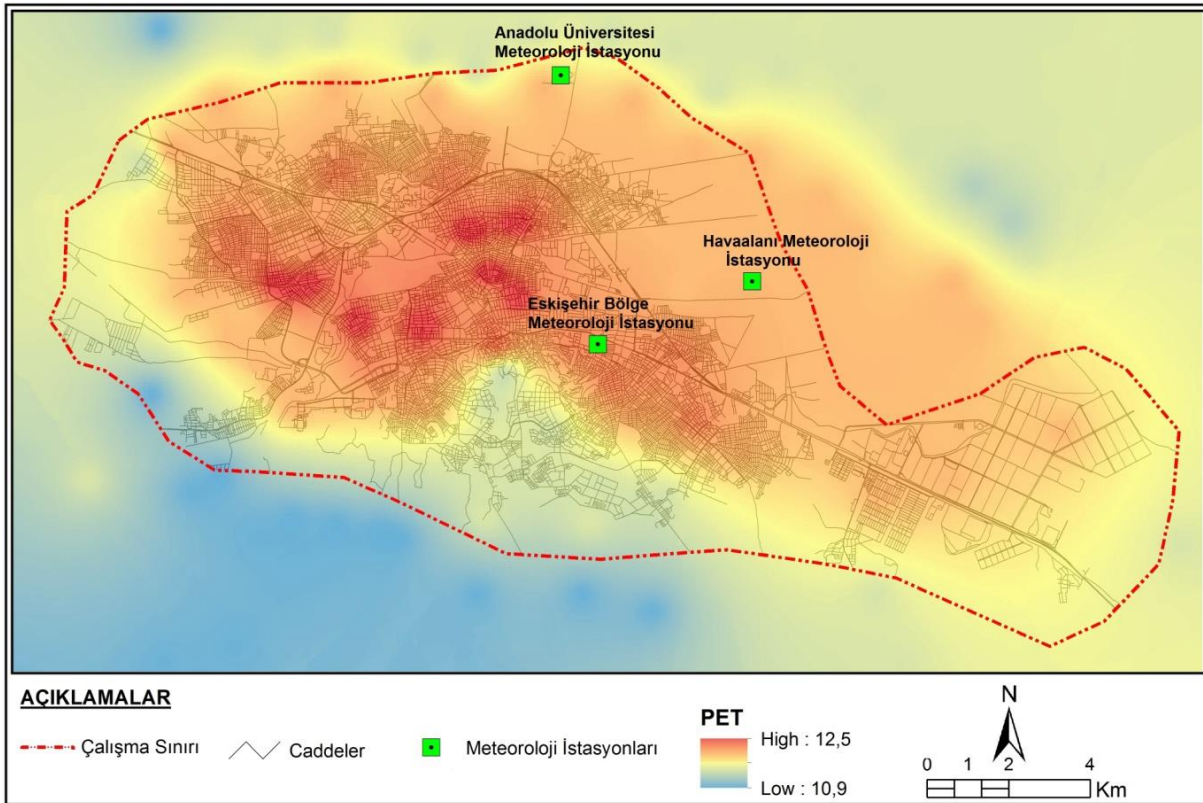 Anadolu Üniversitesi
Meteoroloji İstasyonu
Havaalanı Meteoroloji
İstasyonu
Eskişehir Bölge
Meteoroloji İstasyonu
AÇIKLAMALAR
Çalışma Sınırı
Caddeler
Meteoroloji İstasyonları
PET
High : 12,5
Low : 10,9
N
0 1 2 4
Km